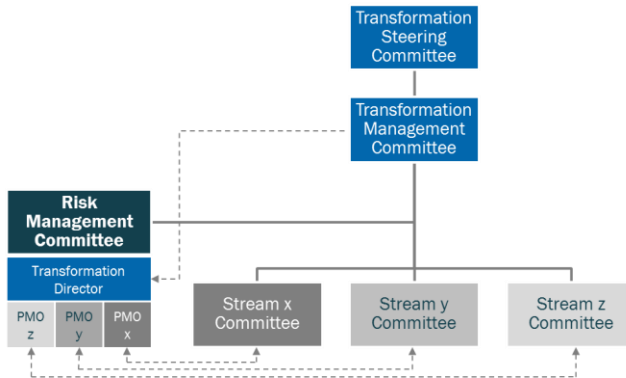 Transformation
Steering
Committee
Transformation
Management
Committee
Risk
Management
Committee
Transformation
Director
PMO
z
PMO
y
PMO
x
Stream x
Committee
Stream y
Committee
Stream z
Committee